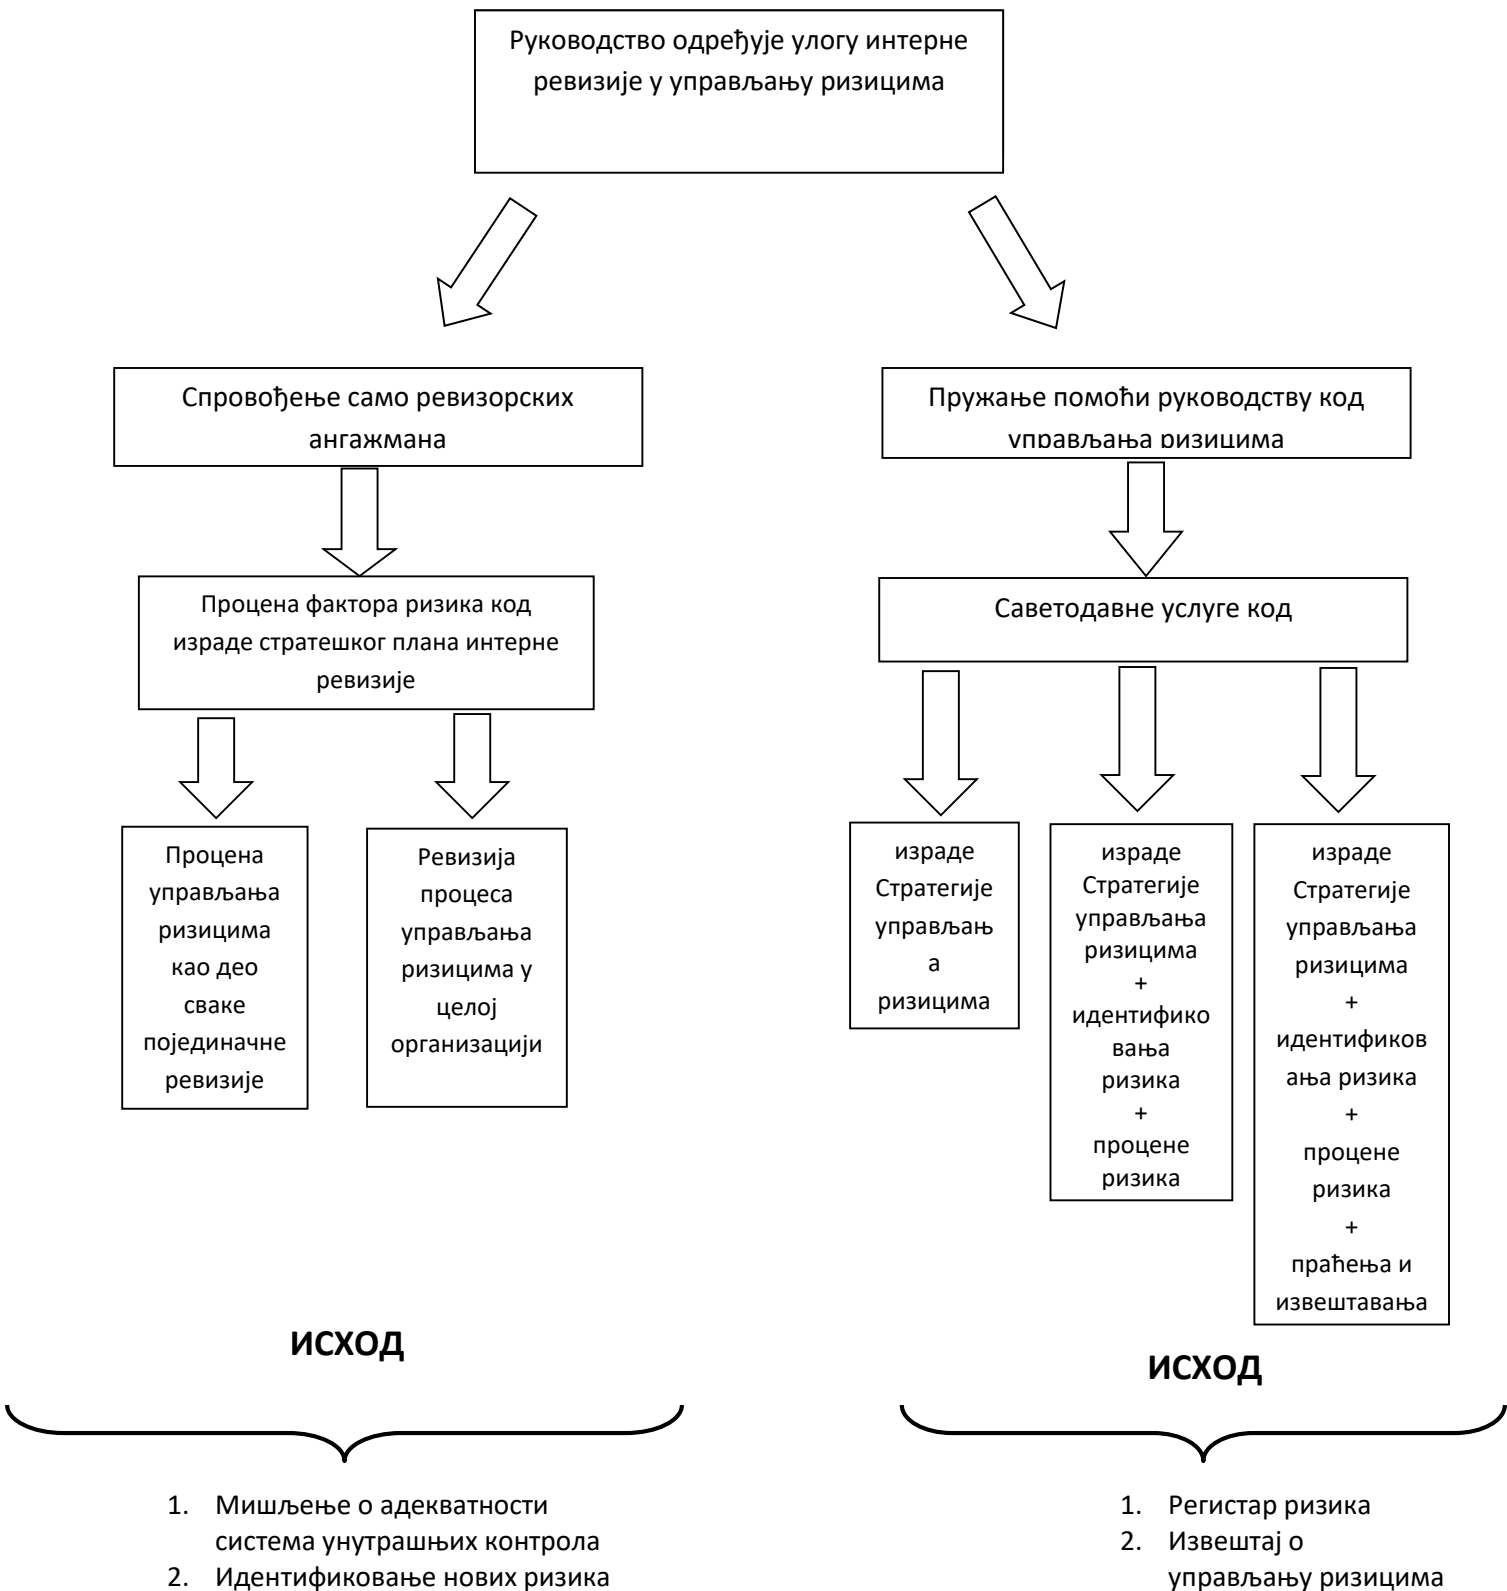 Руководство одређује улогу интерне
ревизије у управљању ризицима
Спровођење само ревизорских
ангажмана
Процена фактора ризика код
израде стратешког плана интерне
ревизије
Процена
управљања
ризицима
као део
сваке
појединачне
ревизије
Ревизија
процеса
управљања
ризицима у
целој
организацији
ИСХОД
1. Мишљење о адекватности
система унутрашњих контрола
2. Идентификовање нових ризика
Пружање помоћи руководству код
управљања ризицима
Саветодавне услуге код
израде
Стратегије
управљањ
а
ризицима
израде
Стратегије
управљања
ризицима
+
идентифико
вања
ризика
+
процене
ризика
израде
Стратегије
управљања
ризицима
+
идентификов
ања ризика
+
процене
ризика
+
праћења и
извештавања
ИСХОД
1. Регистар ризика
2. Извештај о
управљању ризицима